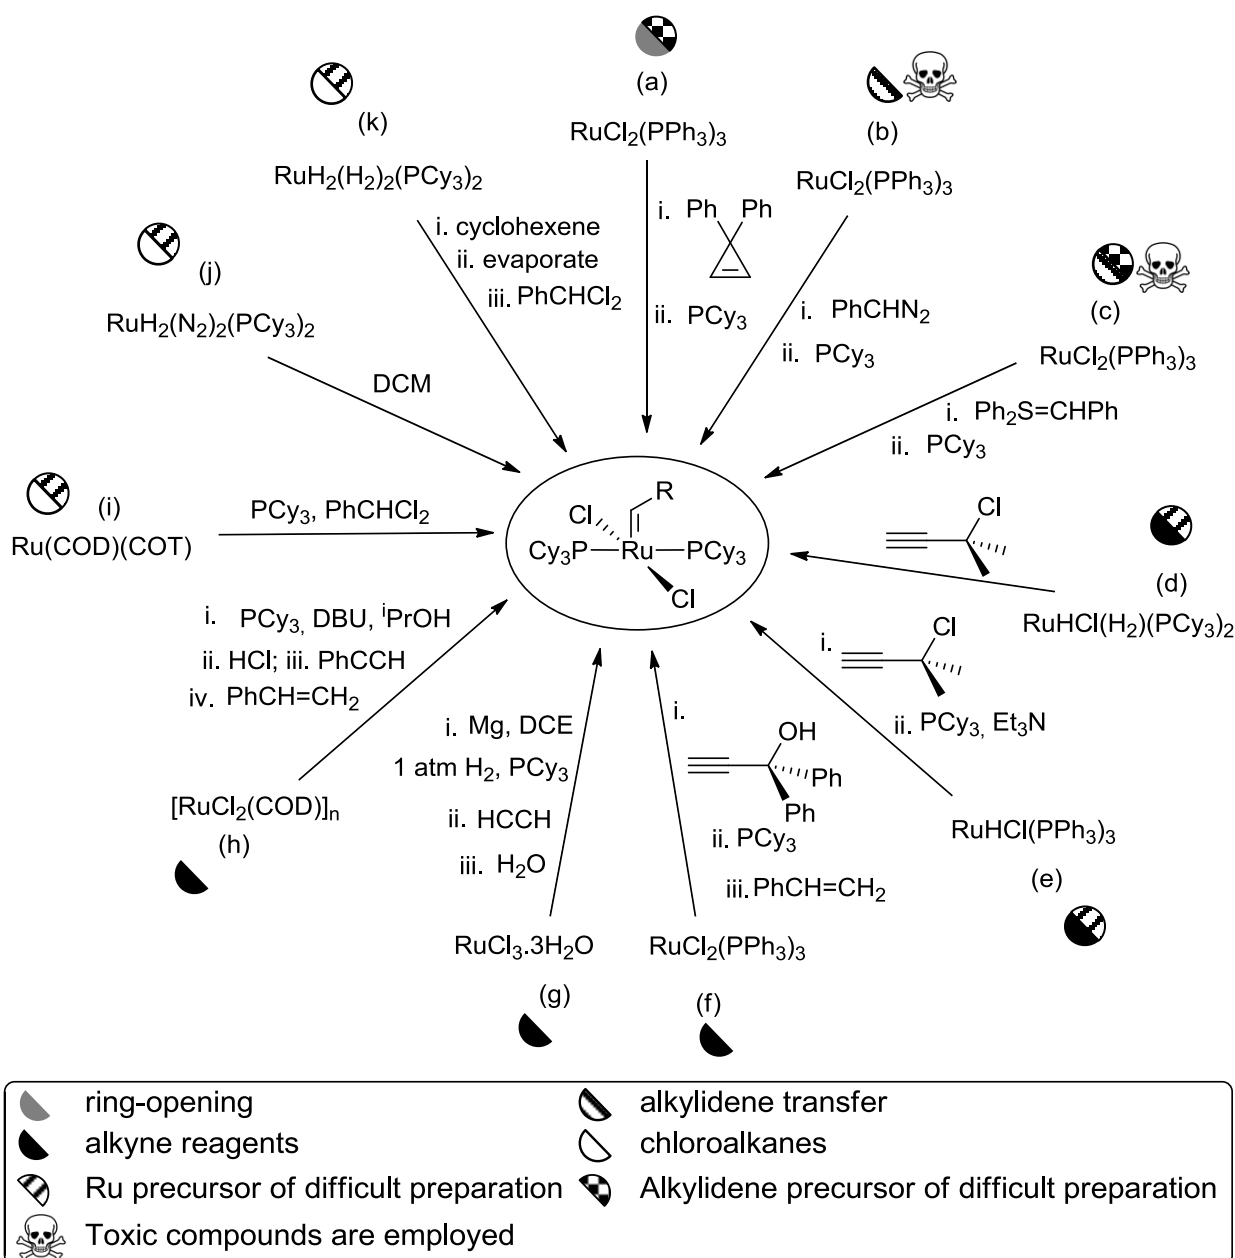 (a)
RuCl2(PPh3)3
i. Ph Ph
ii. PCy3
(b)
RuCl2(PPh3)3
i. PhCHN2
ii. PCy3
(c)
RuCl2(PPh3)3
i. Ph2S=CHPh
ii. PCy3
Cl
(d)
RuHCl(H2)(PCy3)2
i.
Cl
ii. PCy3, Et3N
RuHCl(PPh3)3
(e)
i.
OH
Ph
Ph
ii. PCy3
iii. PhCH=CH2
RuCl2(PPh3)3
(f)
i. Mg, DCE
1 atm H2, PCy3
ii. HCCH
iii. H2O
RuCl3.3H2O
(g)
i. PCy3, DBU, iPrOH
ii. HCl; iii. PhCCH
iv. PhCH=CH2
[RuCl2(COD)]n
(h)
(i)
Ru(COD)(COT)
PCy3, PhCHCl2
(j)
RuH2(N2)2(PCy3)2
DCM
(k)
RuH2(H2)2(PCy3)2
i. cyclohexene
ii. evaporate
iii. PhCHCl2
R
Cl
Cy3P Ru PCy3
Cl
ring-opening
alkylidene transfer
alkyne reagents
chloroalkanes
Ru precursor of difficult preparation
Alkylidene precursor of difficult preparation
Toxic compounds are employed